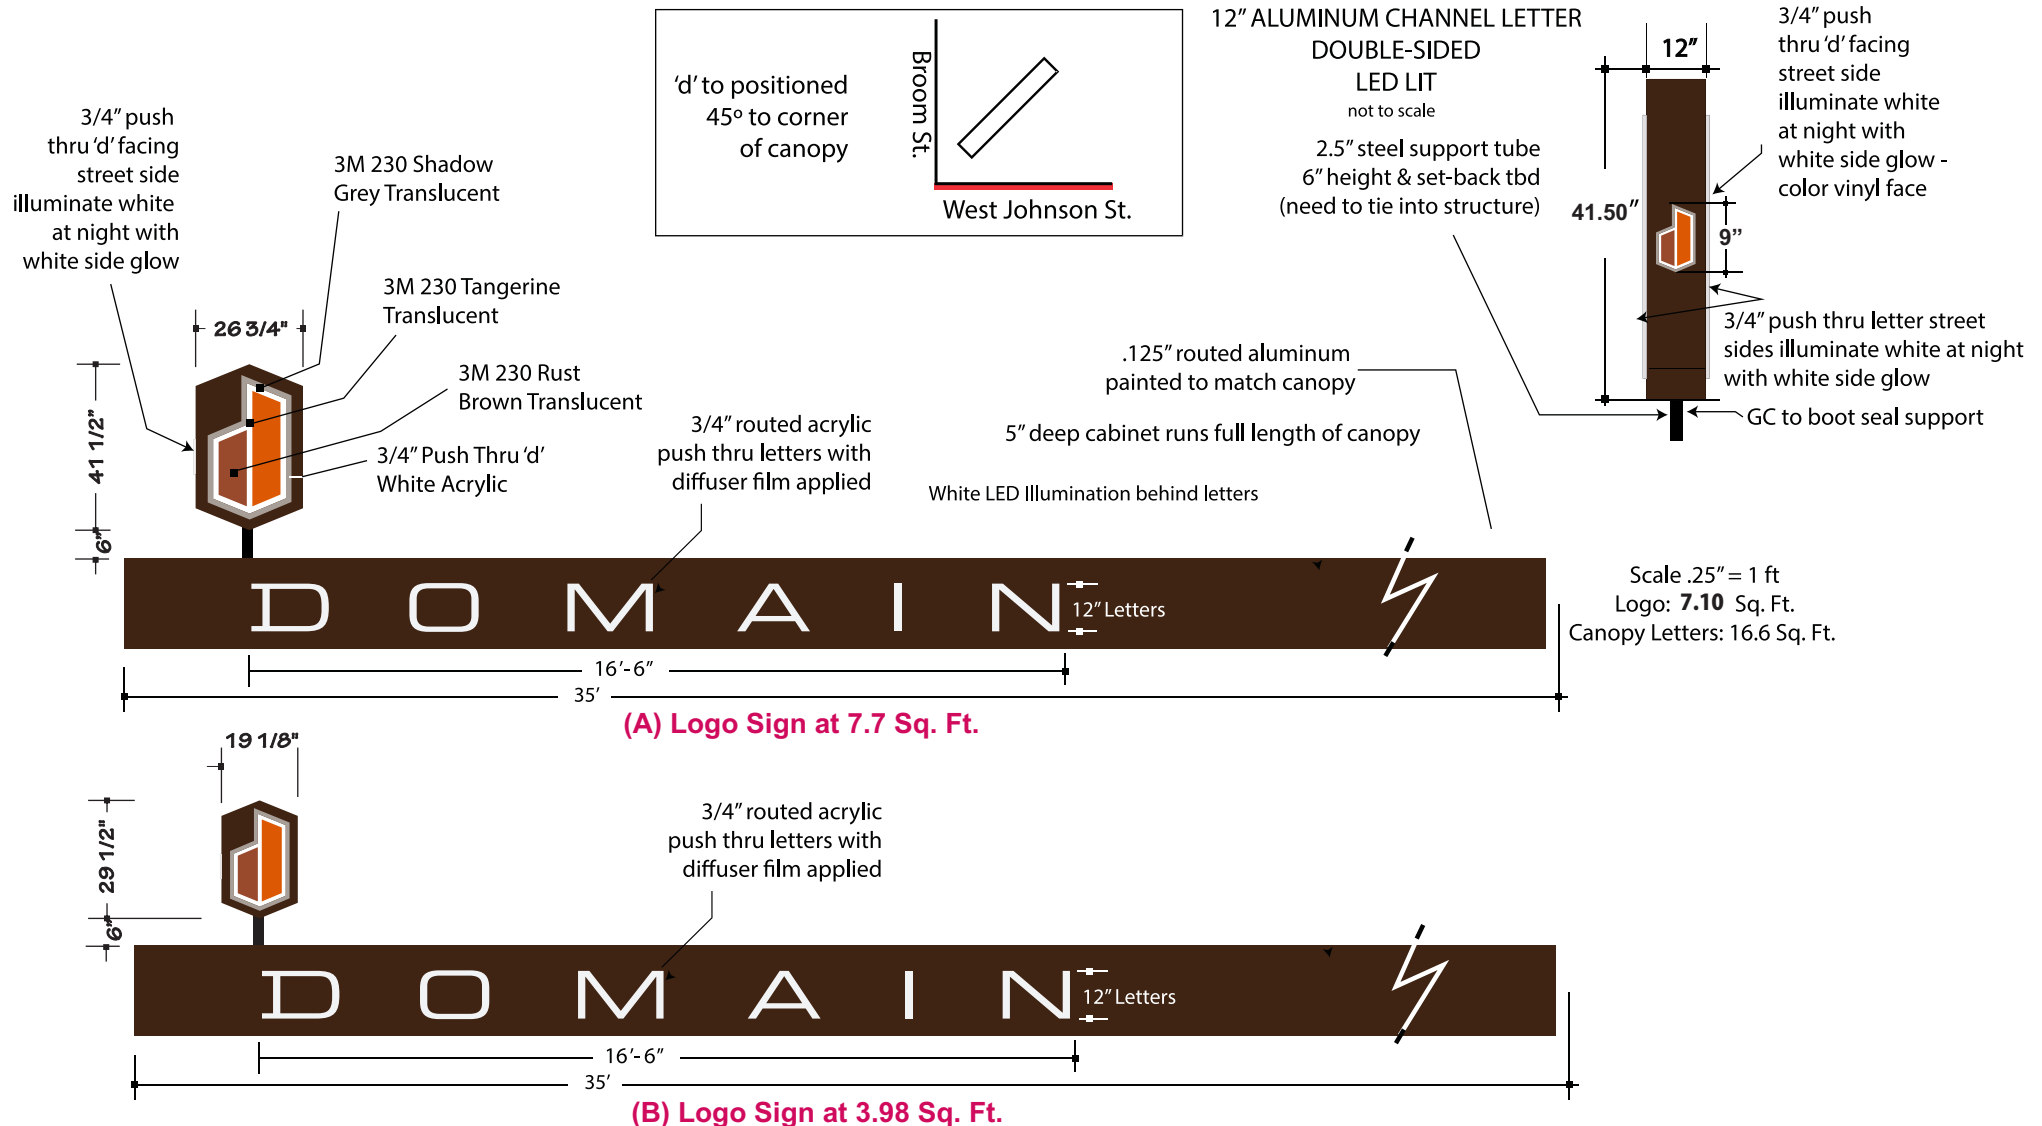 3/4” push
thru ‘d’ facing
street side
illuminate white
at night with
white side glow
3M 230 Shadow
Grey Translucent
3M 230 Tangerine
Translucent
3M 230 Rust
Brown Translucent
3/4” Push Thru ‘d’
White Acrylic
26 3/4"
41 1/2"
6"
‘d’ to positioned
45º to corner
of canopy
Broom St.
West Johnson St.
12” ALUMINUM CHANNEL LETTER
DOUBLE-SIDED
LED LIT
not to scale
2.5” steel support tube
6” height & set-back tbd
(need to tie into structure)
12”
41.50”
9”
3/4” push
thru ‘d’ facing
street side
illuminate white
at night with
white side glow -
color vinyl face
3/4” push thru letter street
sides illuminate white at night
with white side glow
GC to boot seal support
3/4” routed acrylic
push thru letters with
diffuser film applied
.125” routed aluminum
painted to match canopy
5” deep cabinet runs full length of canopy
White LED Illumination behind letters
DOMAIN
12” Letters
16’-6”
35’
Scale .25” = 1 ft
Logo: 7.10 Sq. Ft.
Canopy Letters: 16.6 Sq. Ft.
(A) Logo Sign at 7.7 Sq. Ft.
19 1/8"
29 1/2"
6"
3/4” routed acrylic
push thru letters with
diffuser film applied
DOMAIN
12” Letters
16’-6”
35’
(B) Logo Sign at 3.98 Sq. Ft.